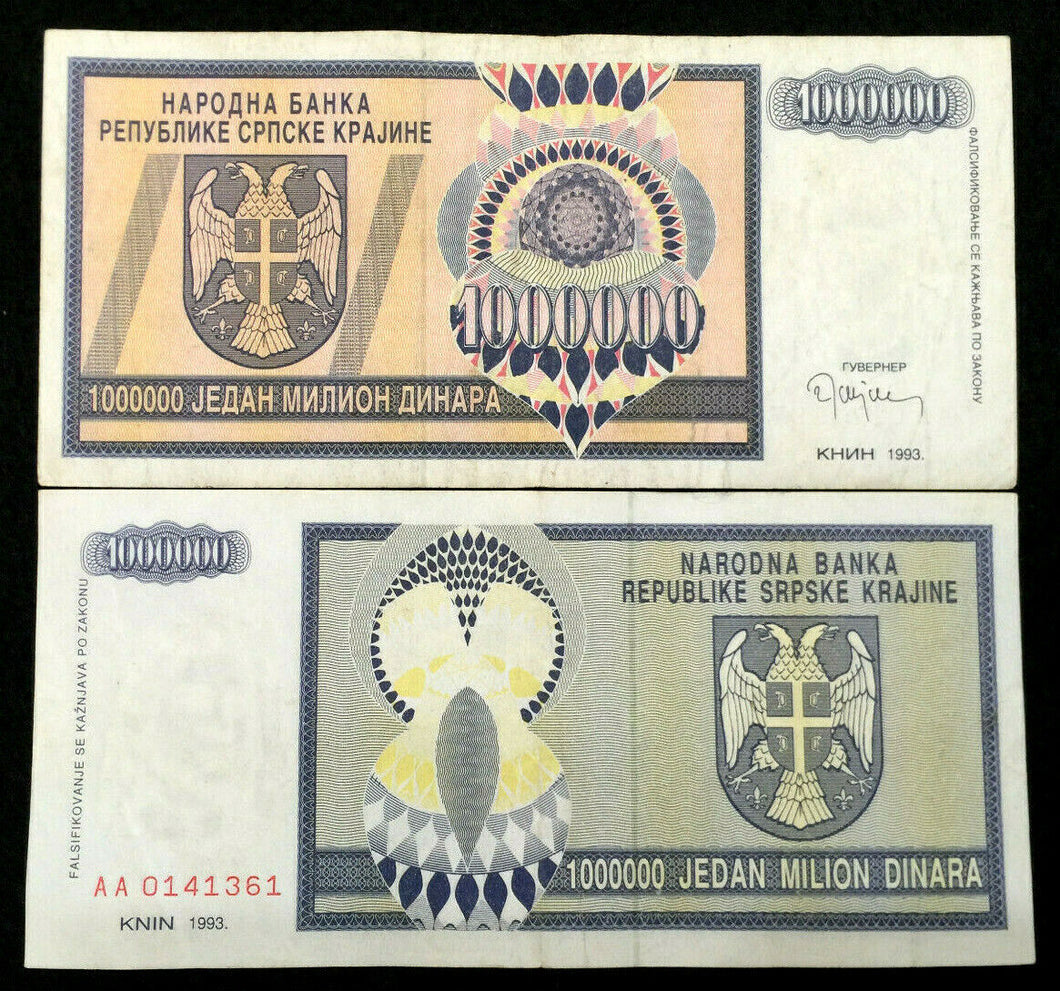 НАРОДНА БАНКА
РЕПУБЛИКЕ СРПСКЕ КРАЈИНЕ
1000000
1000000
1000000 ЈЕДАН МИЛИОН ДИНАРА
ФАЛСИФИКОВАЊЕ СЕ КАЖЊАВА ПО ЗАКОНУ
ГУВЕРНЕР
КНИН 1993.
1000000
FALSIFIKOVANJE SE KAŽNJAVA PO ZAKONU
NARODNA BANKA
REPUBLIKE SRPSKE KRAJINE
1000000 JEDAN MILION DINARA
AA 0141361
KNIN 1993.